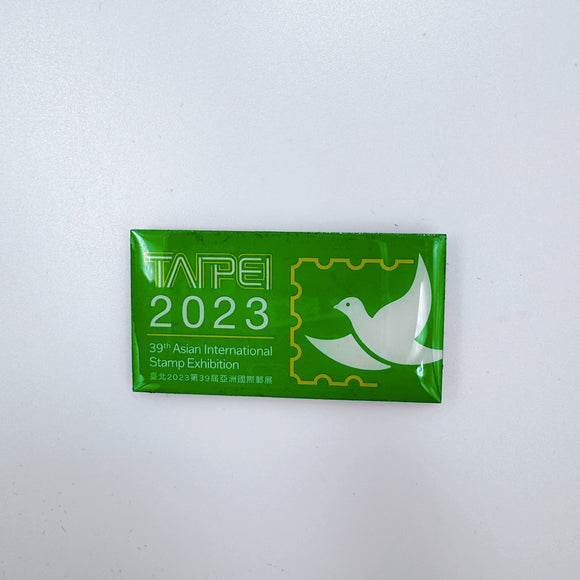 TAIPEI
2023
39th Asian International
Stamp Exhibition
臺北2023第39屆亞洲國際郵展